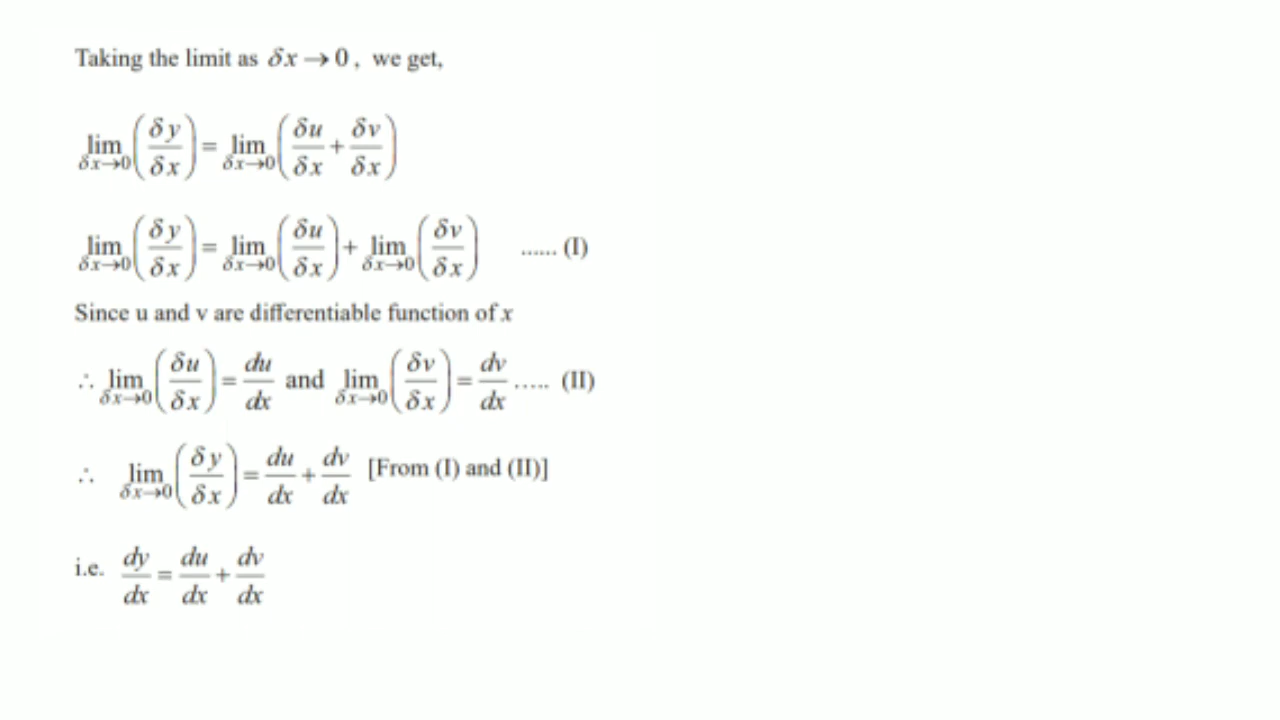 Taking the limit as δx → 0 , we get,
lim δx→0 (δy/δx) = lim δx→0 (δu/δx + δv/δx)
lim δx→0 (δy/δx) = lim δx→0 (δu/δx) + lim δx→0 (δv/δx) ...... (I)
Since u and v are differentiable function of x
∴ lim δx→0 (δu/δx) = du/dx and lim δx→0 (δv/δx) = dv/dx ..... (II)
∴ lim δx→0 (δy/δx) = du/dx + dv/dx [From (I) and (II)]
i.e. dy/dx = du/dx + dv/dx